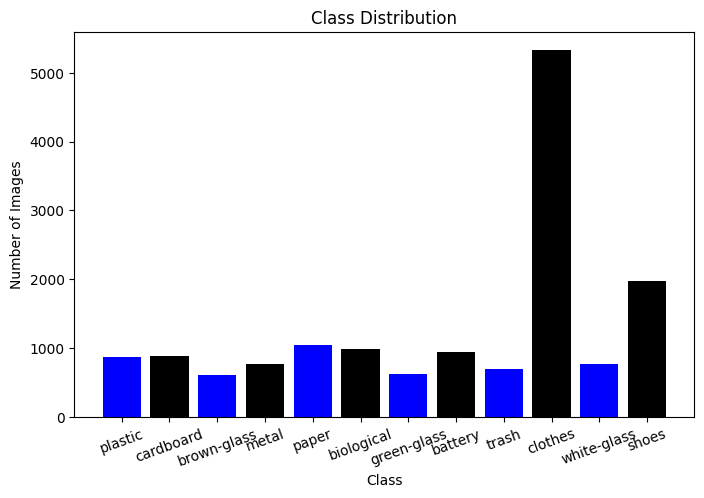 Class Distribution
Number of Images
5000
4000
3000
2000
1000
0
plastic
cardboard
brown-glass
metal
paper
biological
green-glass
battery
trash
clothes
white-glass
shoes
Class